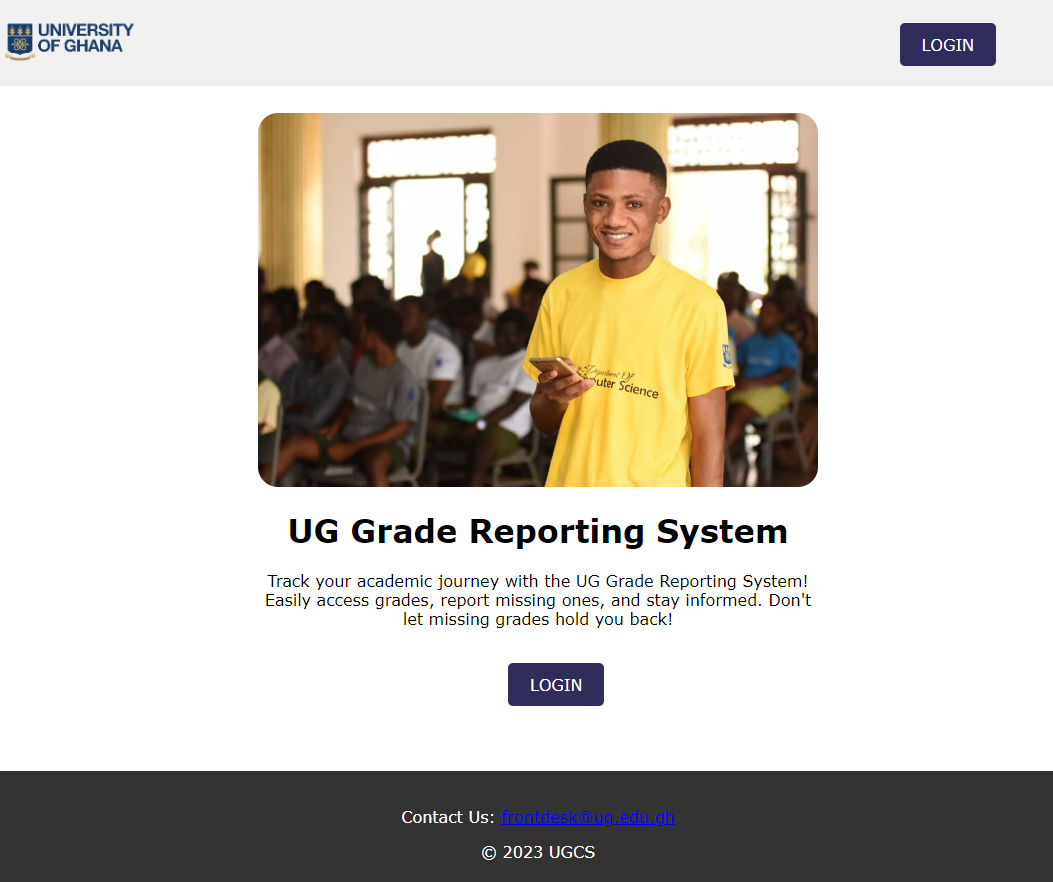 UNIVERSITY
OF GHANA
LOGIN
Department Of
puter Science
UG Grade Reporting System
Track your academic journey with the UG Grade Reporting System!
Easily access grades, report missing ones, and stay informed. Don't
let missing grades hold you back!
LOGIN
Contact Us: frontdesk@ug.edu.gh
© 2023 UGCS